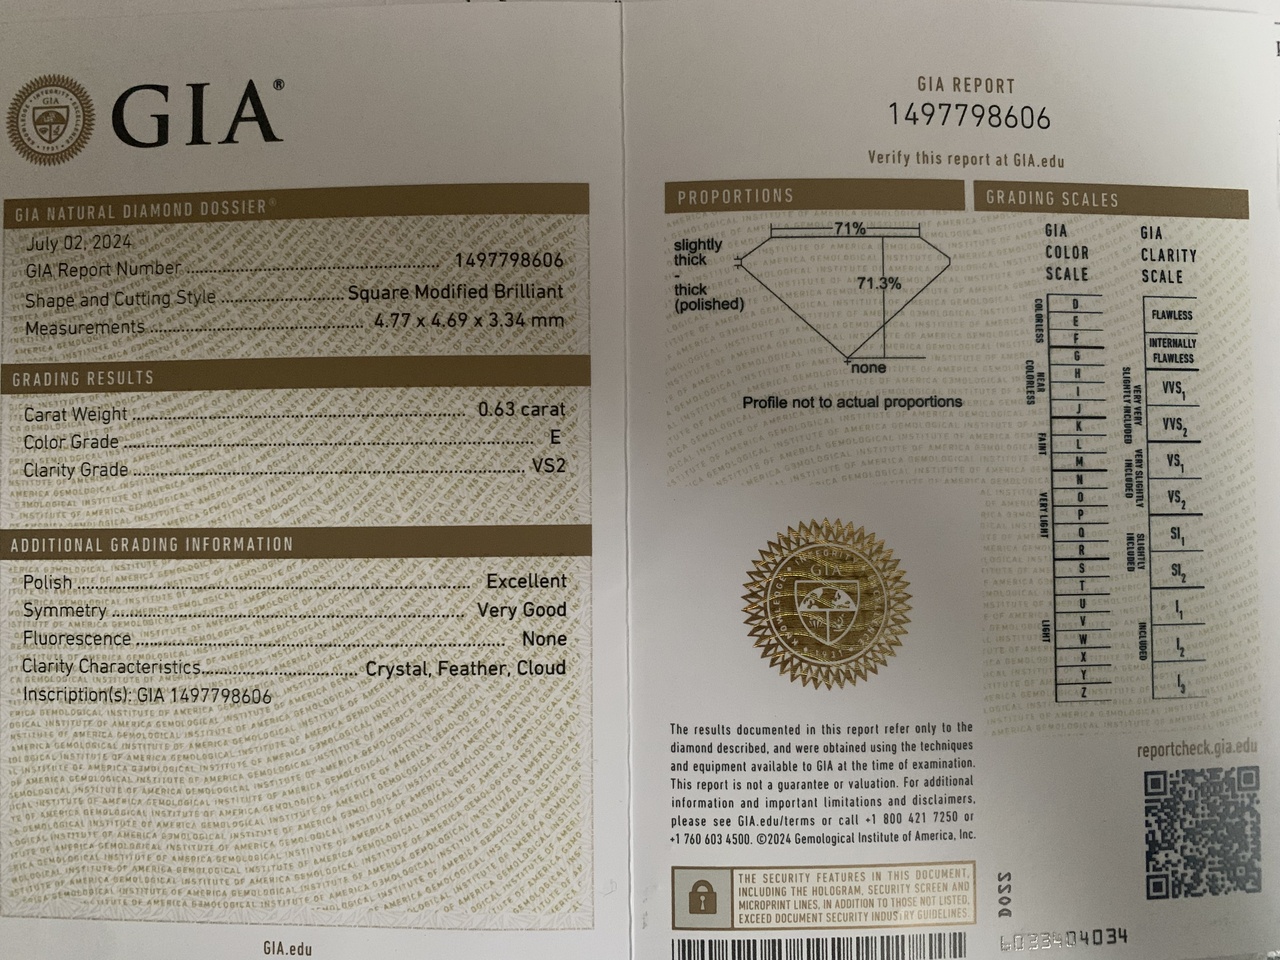 GIA®
GIA NATURAL DIAMOND DOSSIER®
July 02, 2024
GIA Report Number 1497798606
Shape and Cutting Style Square Modified Brilliant
Measurements 4.77 x 4.69 x 3.34 mm
GRADING RESULTS
Carat Weight 0.63 carat
Color Grade E
Clarity Grade VS2
ADDITIONAL GRADING INFORMATION
Polish Excellent
Symmetry Very Good
Fluorescence None
Clarity Characteristics Crystal, Feather, Cloud
Inscription(s): GIA 1497798606
GIA.edu
GIA REPORT
1497798606
Verify this report at GIA.edu
PROPORTIONS
71%
slightly
thick
-
thick
(polished)
71.3%
none
Profile not to actual proportions
GIA
The results documented in this report refer only to the
diamond described, and were obtained using the techniques
and equipment available to GIA at the time of examination.
This report is not a guarantee or valuation. For additional
information and important limitations and disclaimers,
please see GIA.edu/terms or call +1 800 421 7250 or
+1 760 603 4500. ©2024 Gemological Institute of America, Inc.
THE SECURITY FEATURES IN THIS DOCUMENT,
INCLUDING THE HOLOGRAM, SECURITY SCREEN AND
MICROPRINT LINES, IN ADDITION TO THOSE NOT LISTED,
EXCEED DOCUMENT SECURITY INDUSTRY GUIDELINES.
GRADING SCALES
GIA
COLOR
SCALE
COLORLESS
D
E
F
NEAR
COLORLESS
G
H
I
J
FAINT
K
L
M
VERY LIGHT
N
O
P
Q
R
LIGHT
S
T
U
V
W
X
Y
Z
GIA
CLARITY
SCALE
FLAWLESS
INTERNALLY
FLAWLESS
VERY VERY
SLIGHTLY INCLUDED
VVS1
VVS2
VERY SLIGHTLY
INCLUDED
VS1
VS2
SLIGHTLY
INCLUDED
SI1
SI2
INCLUDED
I1
I2
I3
reportcheck.gia.edu
D022